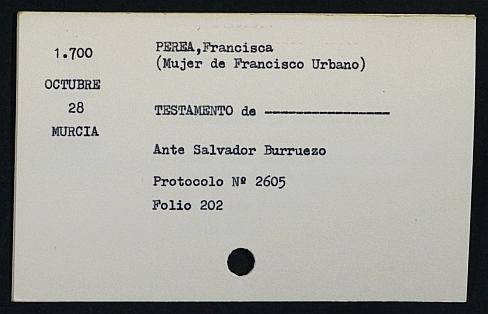 1.700
OCTUBRE
28
MURCIA
PEREA,Francisca
(Mujer de Francisco Urbano)
TESTAMENTO de ----------------
Ante Salvador Burruezo
Protocolo Nº 2605
Folio 202